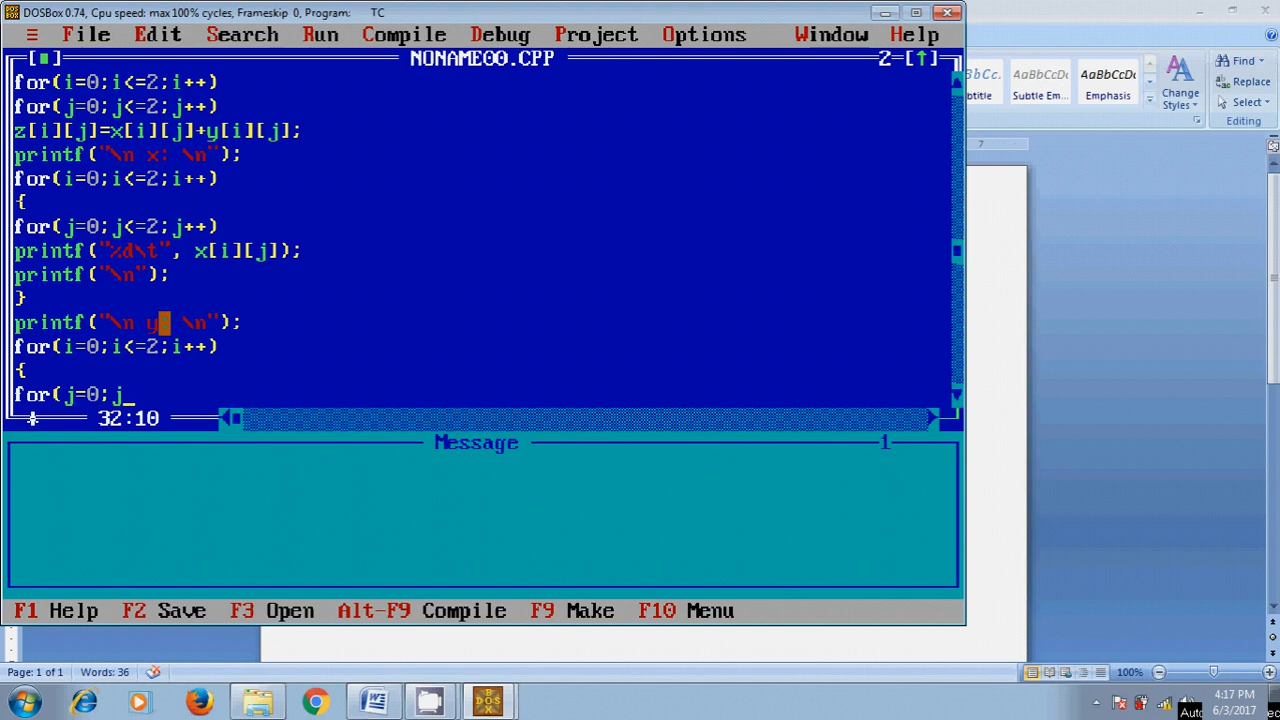 DOSBox 0.74, Cpu speed: max 100% cycles, Frameskip 0, Program: TC
≡ File Edit Search Run Compile Debug Project Options Window Help
NONAME00.CPP 2=[↑]
for(i=0;i<=2;i++)
for(j=0;j<=2;j++)
z[i][j]=x[i][j]+y[i][j];
printf("\n x: \n");
for(i=0;i<=2;i++)
{
for(j=0;j<=2;j++)
printf("%d\t", x[i][j]);
printf("\n");
}
printf("\n y \n");
for(i=0;i<=2;i++)
{
for(j=0;j_
32:10
Message 1
F1 Help F2 Save F3 Open Alt-F9 Compile F9 Make F10 Menu
AaBbCcDc AaBbCcDc
Subtle Em... Emphasis
Change
Styles
Find
Replace
Select
Editing
7
Page: 1 of 1 Words: 36 100%
4:17 PM
6/3/2017